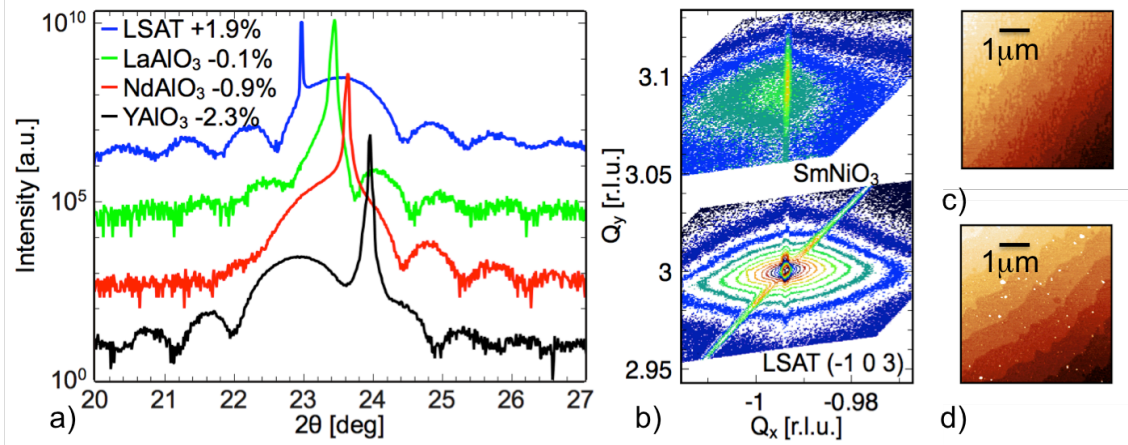 10¹⁰
10⁵
10⁰
Intensity [a.u.]
LSAT +1.9%
LaAlO₃ -0.1%
NdAlO₃ -0.9%
YAlO₃ -2.3%
20 21 22 23 24 25 26 27
2θ [deg]
a)
3.1
3.05
3
2.95
Q_y [r.l.u.]
SmNiO₃
LSAT (-1 0 3)
-1 -0.98
Q_x [r.l.u.]
b)
1μm
c)
1μm
d)